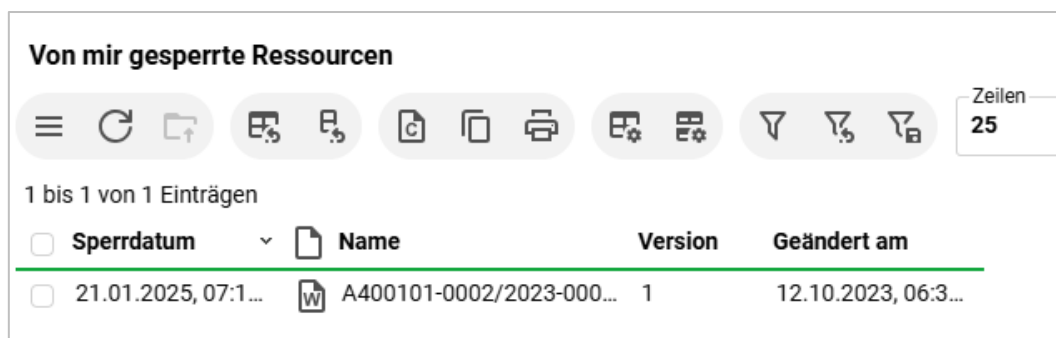 Von mir gesperrte Ressourcen
Zeilen
25
1 bis 1 von 1 Einträgen
Sperrdatum Name Version Geändert am
21.01.2025, 07:1... W A400101-0002/2023-000... 1 12.10.2023, 06:3...